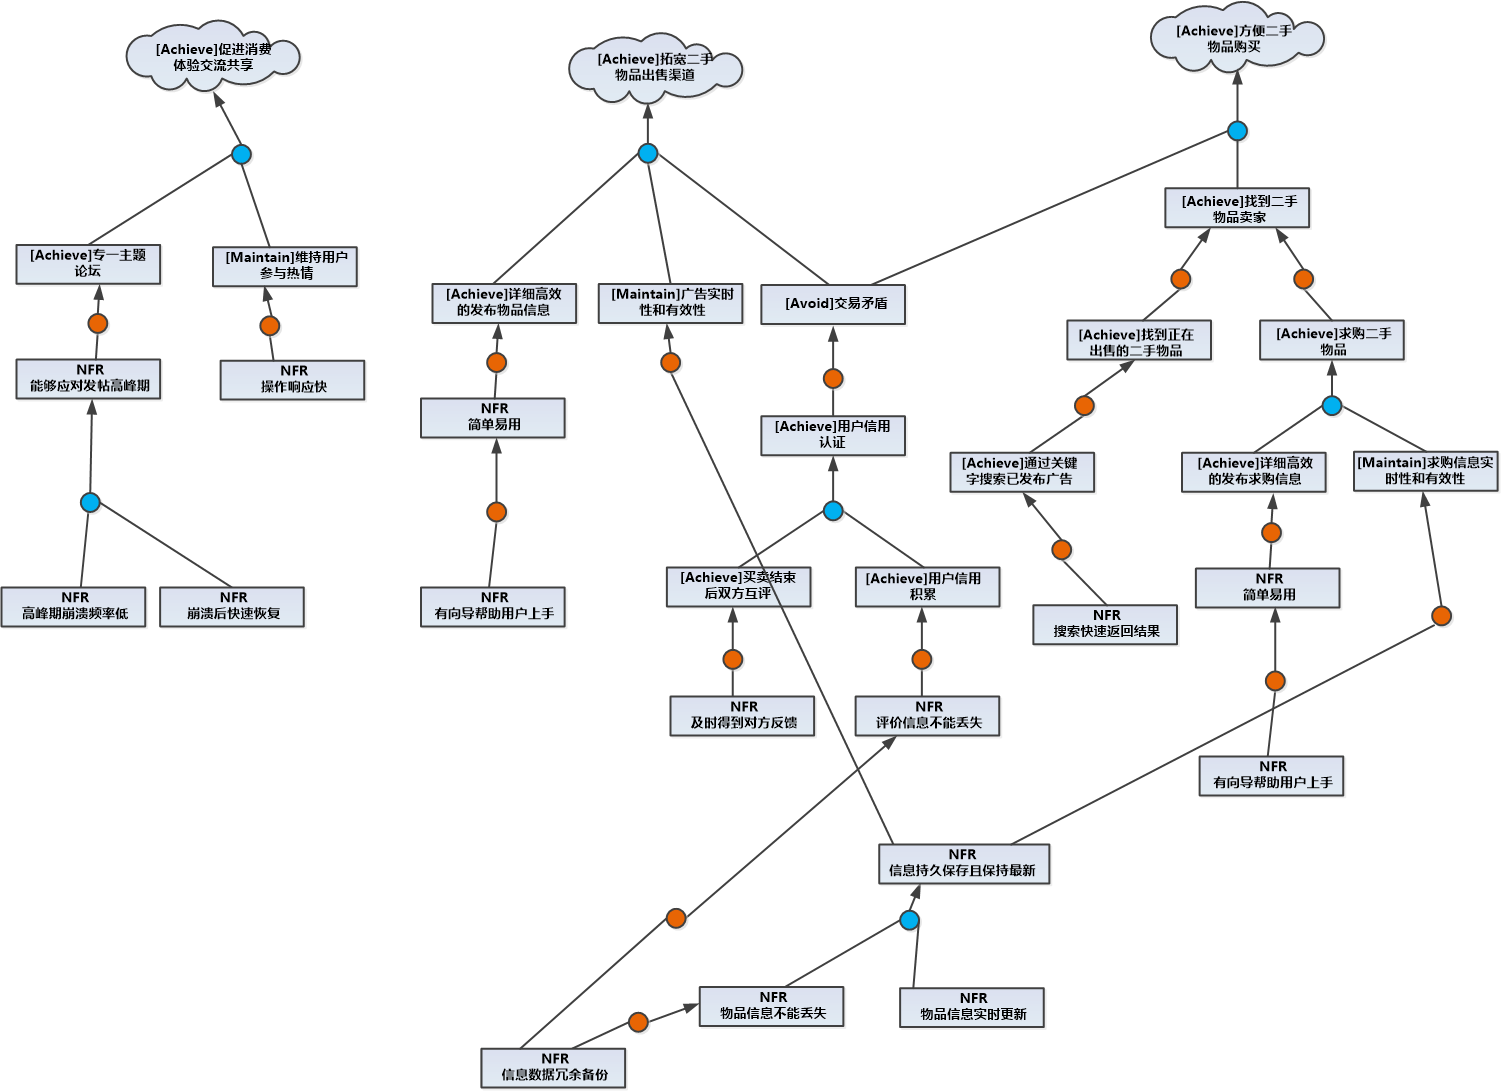 [Achieve]促进消费
体验交流共享
[Achieve]拓宽二手
物品出售渠道
[Achieve]方便二手
物品购买
[Achieve]找到二手
物品卖家
[Achieve]专一主题
论坛
[Maintain]维持用户
参与热情
[Achieve]详细高效
的发布物品信息
[Maintain]广告实时
性和有效性
[Avoid]交易矛盾
[Achieve]找到正在
出售的二手物品
[Achieve]求购二手
物品
NFR
能够应对发帖高峰期
NFR
操作响应快
NFR
简单易用
[Achieve]用户信用
认证
[Achieve]通过关键
字搜索已发布广告
[Achieve]详细高效
的发布求购信息
[Maintain]求购信息实
时性和有效性
NFR
高峰期崩溃频率低
NFR
崩溃后快速恢复
NFR
有向导帮助用户上手
[Achieve]买卖结束
后双方互评
[Achieve]用户信用
积累
NFR
搜索快速返回结果
NFR
简单易用
NFR
及时得到对方反馈
NFR
评价信息不能丢失
NFR
有向导帮助用户上手
NFR
信息持久保存且保持最新
NFR
物品信息不能丢失
NFR
物品信息实时更新
NFR
信息数据冗余备份